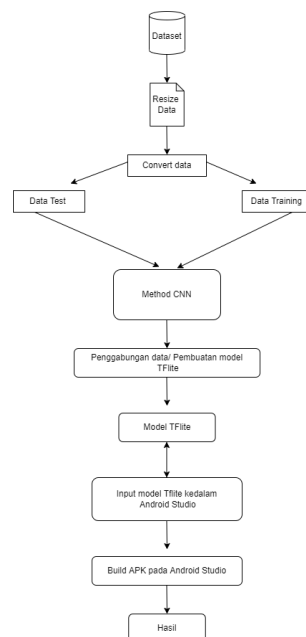 Dataset
Resize
Data
Convert data
Data Test
Data Training
Method CNN
Penggabungan data/ Pembuatan model
TFlite
Model TFlite
Input model Tflite kedalam
Android Studio
Build APK pada Android Studio
Hasil